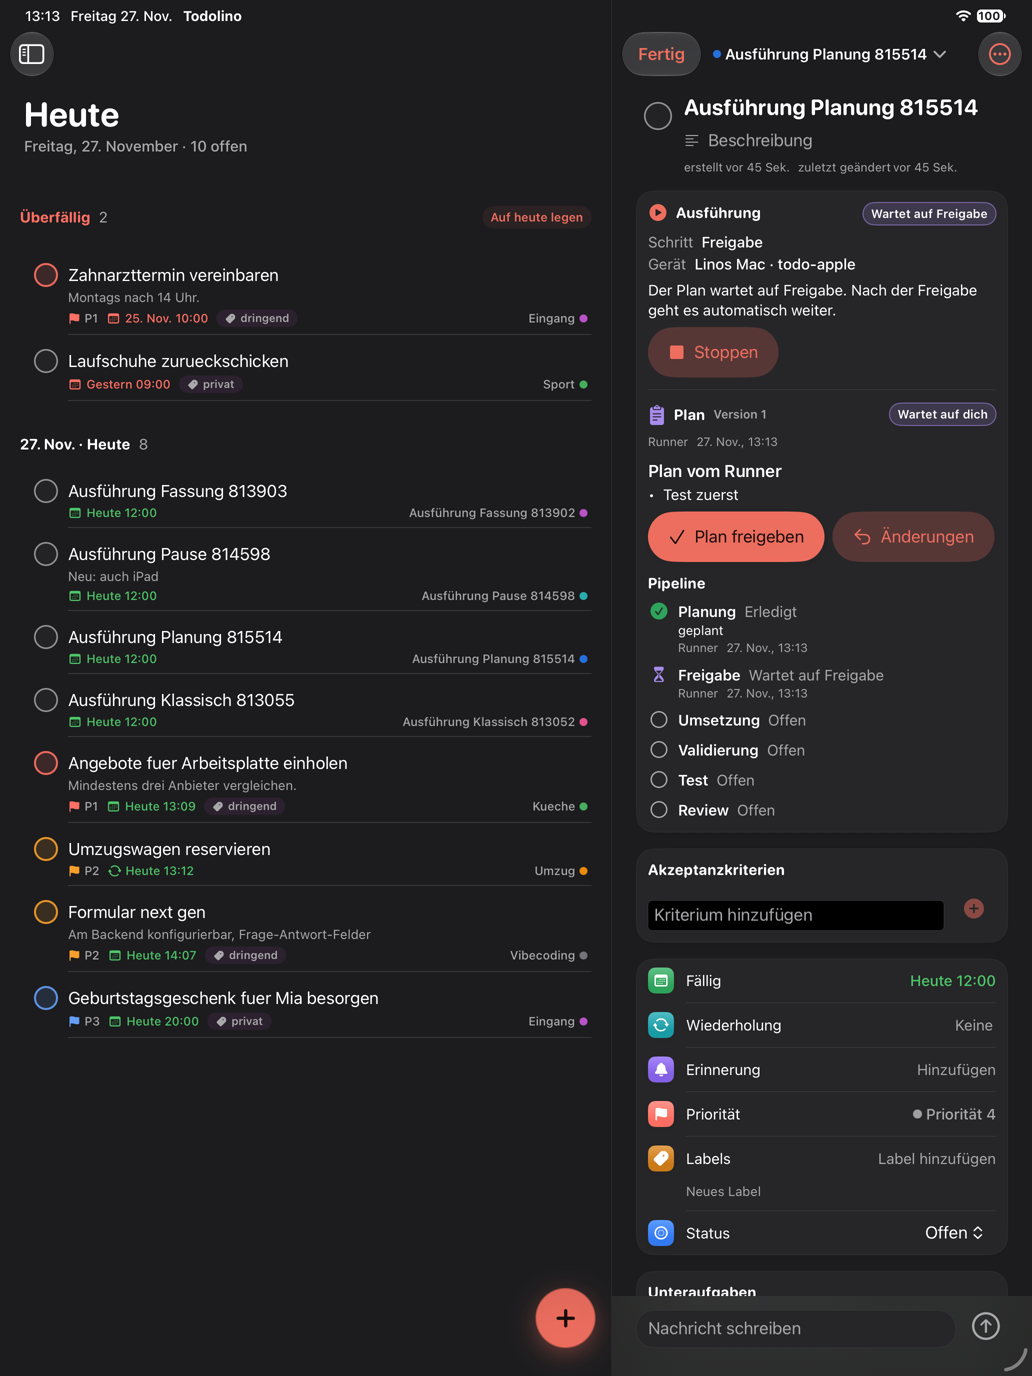 13:13 Freitag 27. Nov. Todolino
100
Heute
Freitag, 27. November · 10 offen
Überfällig 2
Auf heute legen
Zahnarzttermin vereinbaren
Montags nach 14 Uhr.
P1 25. Nov. 10:00 dringend Eingang
Laufschuhe zurueckschicken
Gestern 09:00 privat Sport
27. Nov. · Heute 8
Ausführung Fassung 813903
Heute 12:00 Ausführung Fassung 813902
Ausführung Pause 814598
Neu: auch iPad
Heute 12:00 Ausführung Pause 814598
Ausführung Planung 815514
Heute 12:00 Ausführung Planung 815514
Ausführung Klassisch 813055
Heute 12:00 Ausführung Klassisch 813052
Angebote fuer Arbeitsplatte einholen
Mindestens drei Anbieter vergleichen.
P1 Heute 13:09 dringend Kueche
Umzugswagen reservieren
P2 Heute 13:12 Umzug
Formular next gen
Am Backend konfigurierbar, Frage-Antwort-Felder
P2 Heute 14:07 dringend Vibecoding
Geburtstagsgeschenk fuer Mia besorgen
P3 Heute 20:00 privat Eingang
Fertig
Ausführung Planung 815514
Ausführung Planung 815514
Beschreibung
erstellt vor 45 Sek. zuletzt geändert vor 45 Sek.
Ausführung Wartet auf Freigabe
Schritt Freigabe
Gerät Linos Mac · todo-apple
Der Plan wartet auf Freigabe. Nach der Freigabe
geht es automatisch weiter.
Stoppen
Plan Version 1 Wartet auf dich
Runner 27. Nov., 13:13
Plan vom Runner
• Test zuerst
Plan freigeben Änderungen
Pipeline
Planung Erledigt
geplant
Runner 27. Nov., 13:13
Freigabe Wartet auf Freigabe
Runner 27. Nov., 13:13
Umsetzung Offen
Validierung Offen
Test Offen
Review Offen
Akzeptanzkriterien
Kriterium hinzufügen
Fällig Heute 12:00
Wiederholung Keine
Erinnerung Hinzufügen
Priorität Priorität 4
Labels Label hinzufügen
Neues Label
Status Offen
Unteraufgaben
Nachricht schreiben